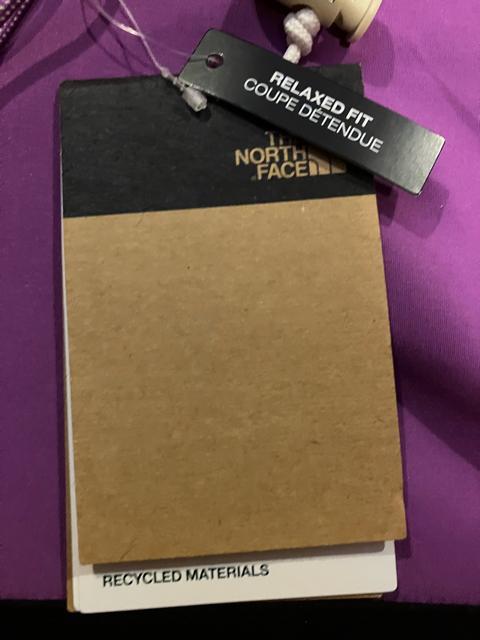 RELAXED FIT
COUPE DÉTENDUE
THE
NORTH
FACE
RECYCLED MATERIALS